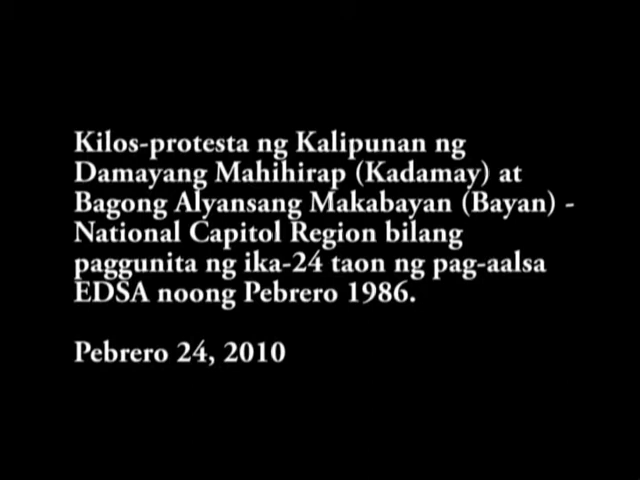 Kilos-protesta ng Kalipunan ng
Damayang Mahihirap (Kadamay) at
Bagong Alyansang Makabayan (Bayan) -
National Capitol Region bilang
paggunita ng ika-24 taon ng pag-aalsa
EDSA noong Pebrero 1986.
Pebrero 24, 2010